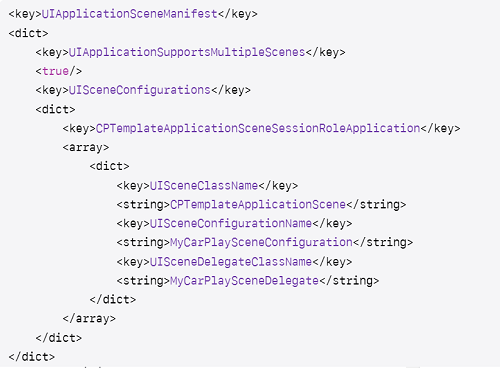 <key>UIApplicationSceneManifest</key>
<dict>
<key>UIApplicationSupportsMultipleScenes</key>
<true/>
<key>UISceneConfigurations</key>
<dict>
<key>CPTemplateApplicationSceneSessionRoleApplication</key>
<array>
<dict>
<key>UISceneClassName</key>
<string>CPTemplateApplicationScene</string>
<key>UISceneConfigurationName</key>
<string>MyCarPlaySceneConfiguration</string>
<key>UISceneDelegateClassName</key>
<string>MyCarPlaySceneDelegate</string>
</dict>
</array>
</dict>
</dict>